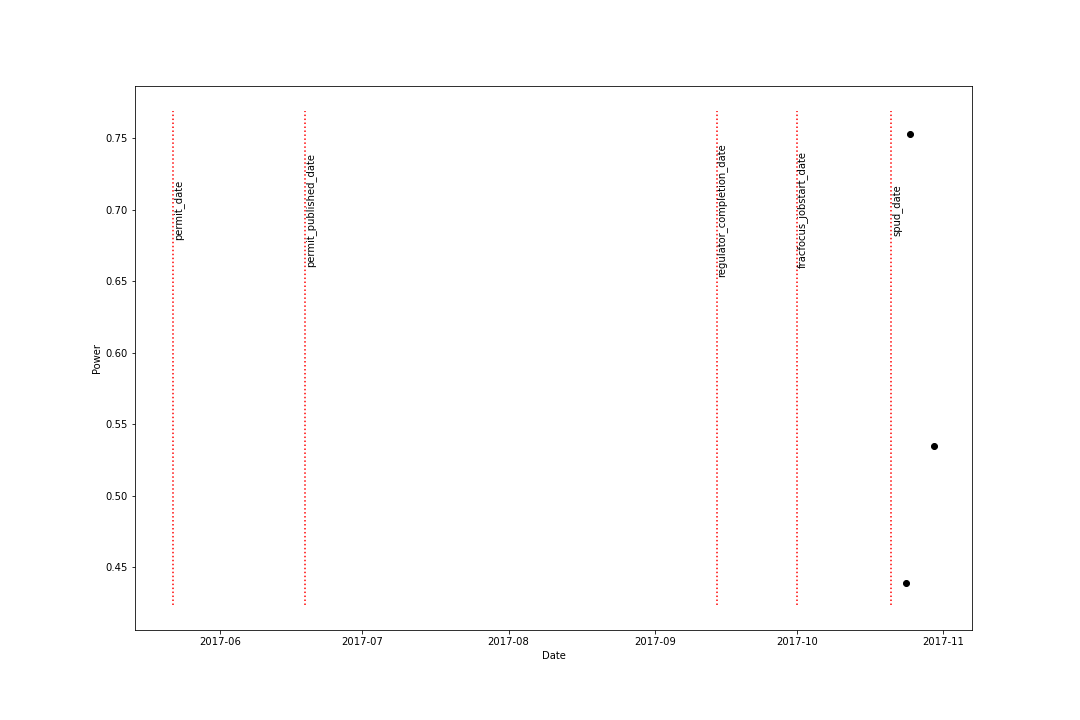 0.75
0.70
0.65
0.60
0.55
0.50
0.45
Power
permit_date
permit_published_date
regulator_completion_date
fracfocus_jobstart_date
spud_date
2017-06
2017-07
2017-08
2017-09
2017-10
2017-11
Date